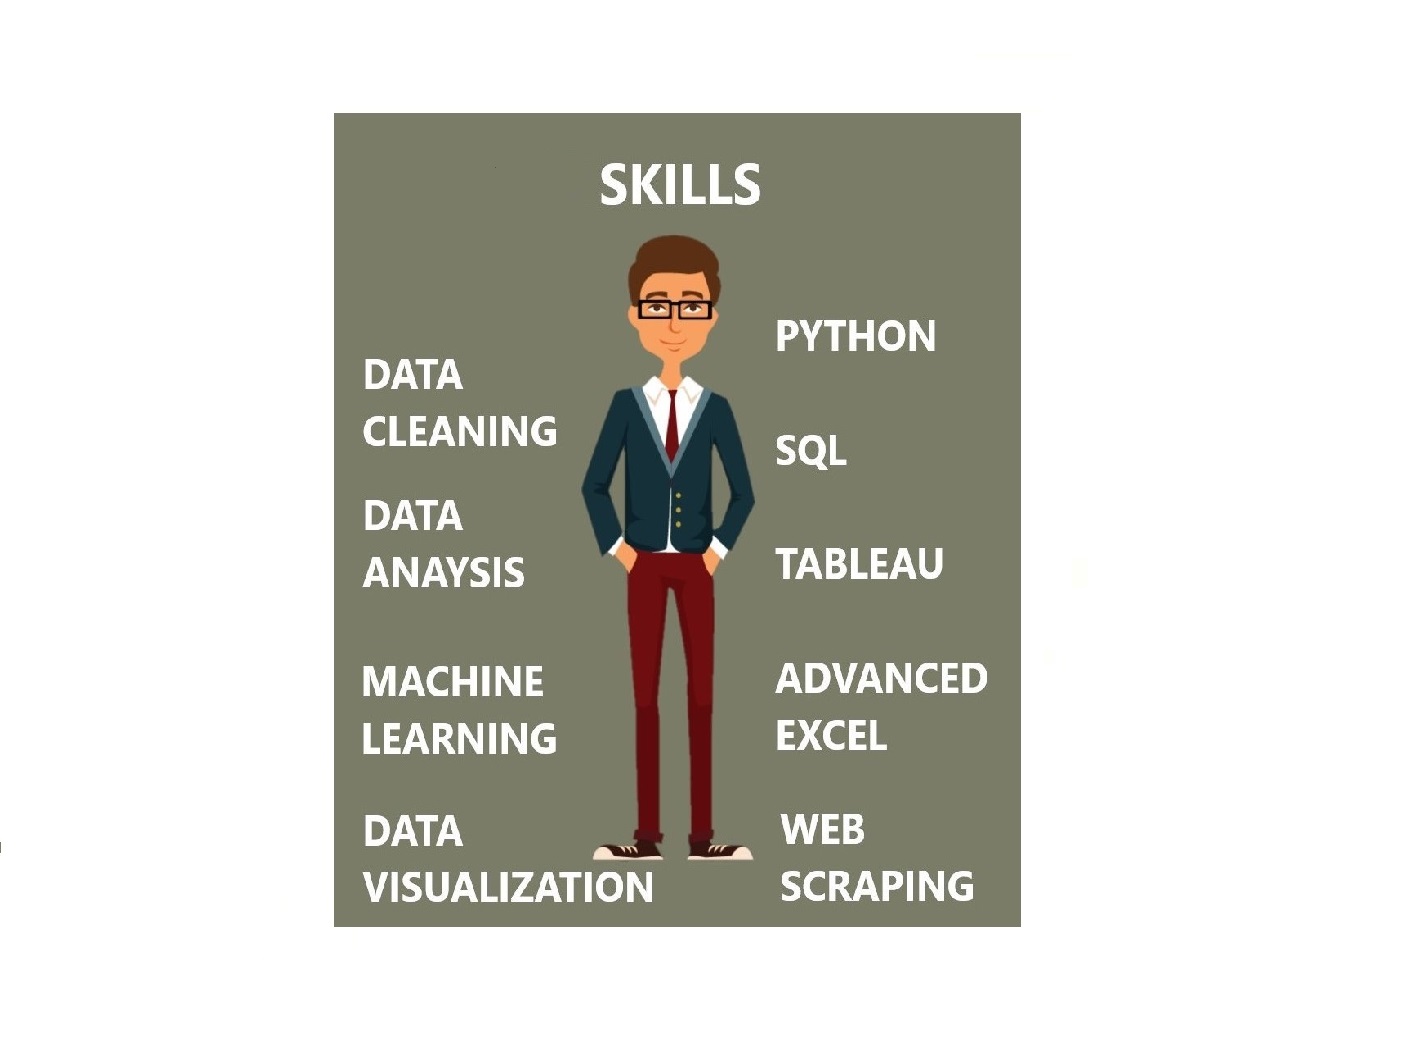 SKILLS
DATA
CLEANING
DATA
ANAYSIS
MACHINE
LEARNING
DATA
VISUALIZATION
PYTHON
SQL
TABLEAU
ADVANCED
EXCEL
WEB
SCRAPING